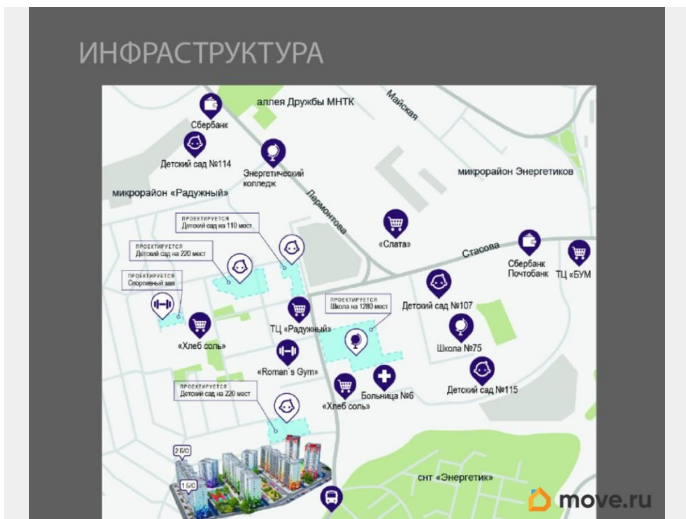 ИНФРАСТРУКТУРА
аллея Дружбы МНТК
Майская
Сбербанк
Детский сад №114
Энергетический
колледж
микрорайон Энергетиков
микрорайон «Радужный»
Лермонтова
ПРОЕКТИРУЕТСЯ
Детский сад на 110 мест
«Слата»
Стасова
ПРОЕКТИРУЕТСЯ
Детский сад на 220 мест
Сбербанк
Почтобанк
ТЦ «БУМ
ПРОЕКТИРУЕТСЯ
Спортивный зал
ПРОЕКТИРУЕТСЯ
Школа на 1280 мест
Детский сад №107
ТЦ «Радужный»
«Хлеб соль»
Школа №75
«Roman`s Gym»
ПРОЕКТИРУЕТСЯ
Детский сад на 220 мест
«Хлеб соль»
Больница №6
Детский сад №115
2 Б/С
1 Б/С
снт «Энергетик»
move.ru